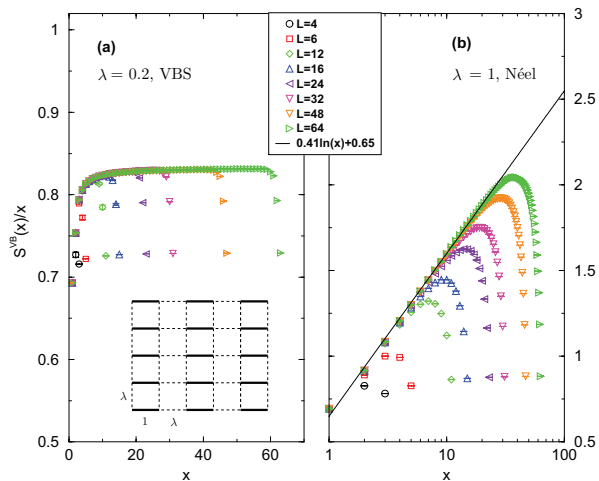 (a)
λ = 0.2, VBS
L=4
L=6
L=12
L=16
L=24
L=32
L=48
L=64
0.41ln(x)+0.65
(b)
λ = 1, Néel
S^VB(x)/x
1
0.9
0.8
0.7
0.6
0.5
0
20
40
60
x
λ
1
λ
3
2.5
2
1.5
1
0.5
1
10
100
x